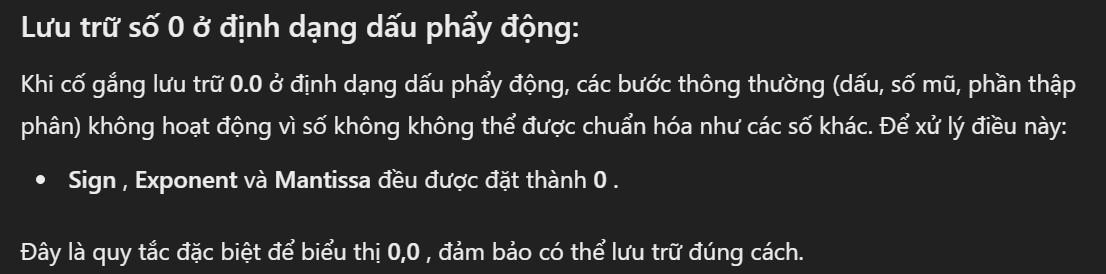 Lưu trữ số 0 ở định dạng dấu phẩy động:
Khi cố gắng lưu trữ 0.0 ở định dạng dấu phẩy động, các bước thông thường (dấu, số mũ, phần thập
phân) không hoạt động vì số không không thể được chuẩn hóa như các số khác. Để xử lý điều này:
• Sign , Exponent và Mantissa đều được đặt thành 0 .
Đây là quy tắc đặc biệt để biểu thị 0,0 , đảm bảo có thể lưu trữ đúng cách.